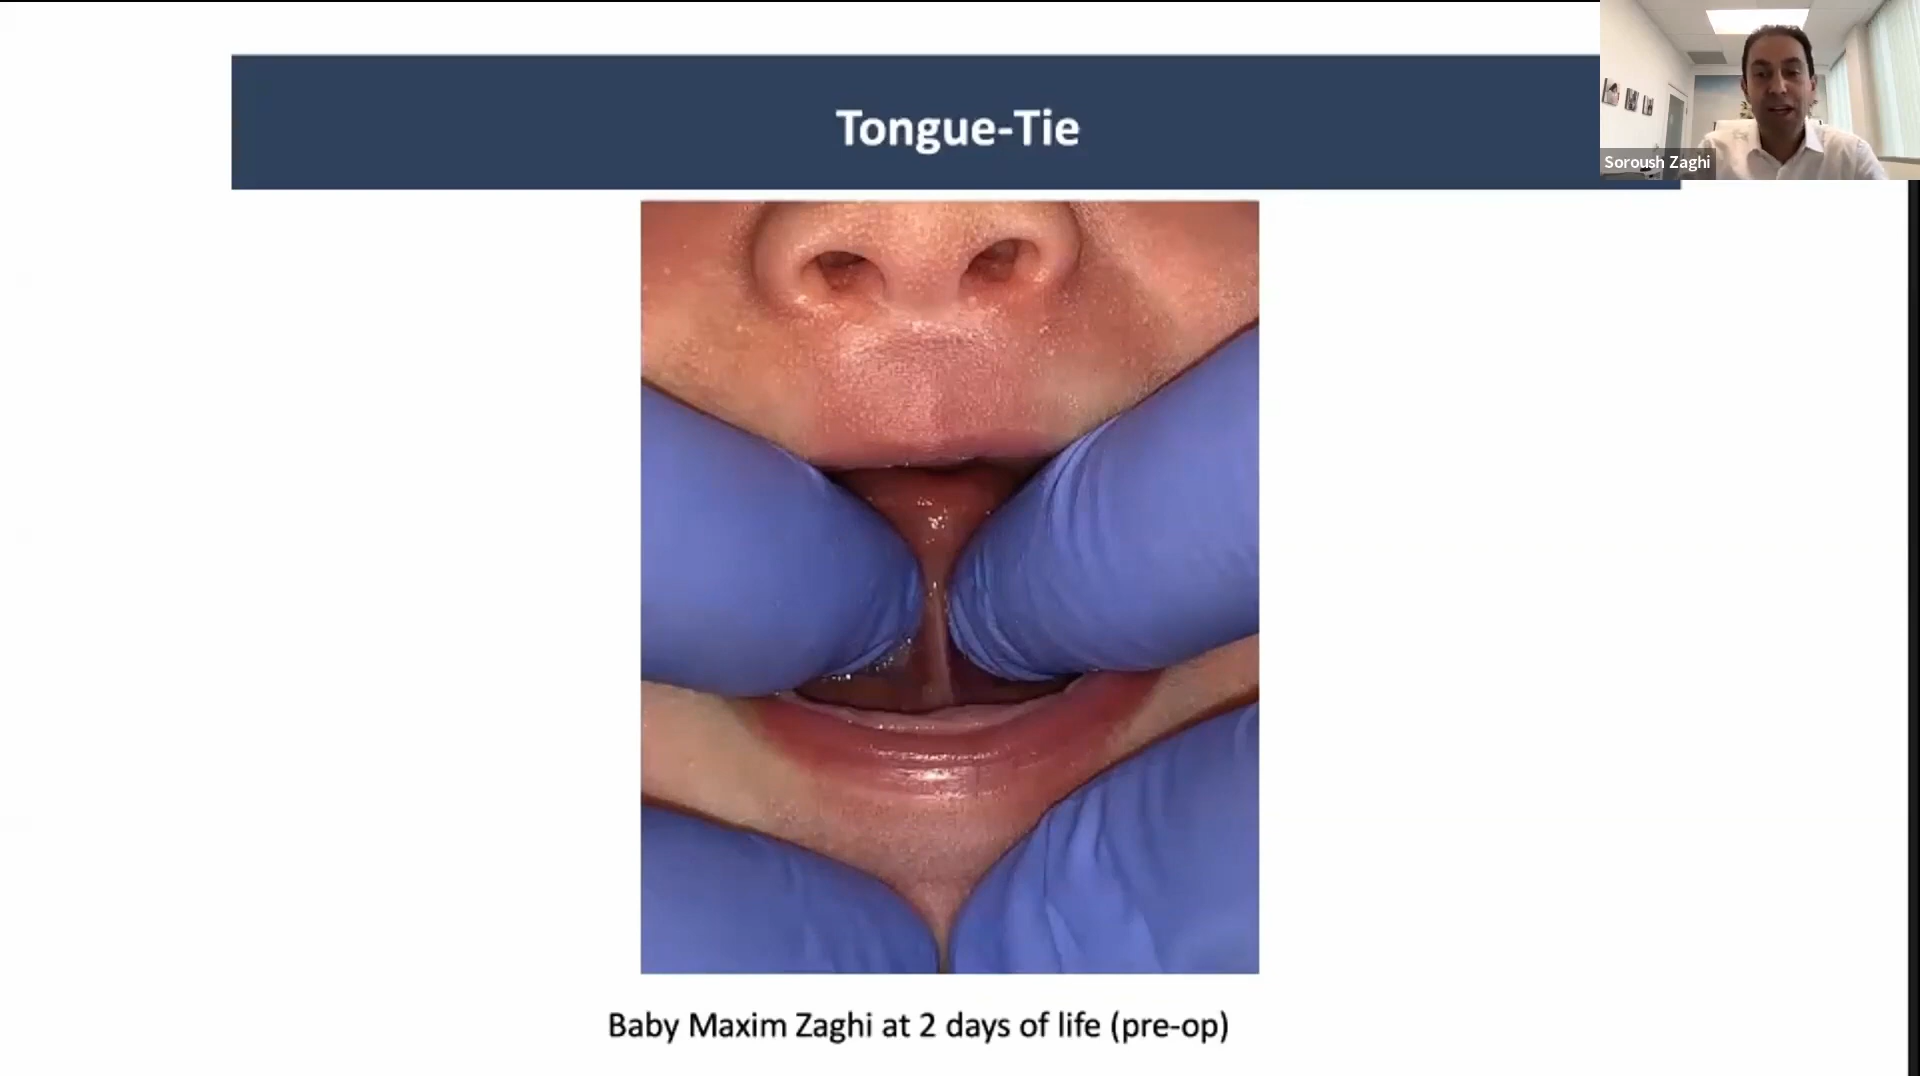 Tongue-Tie
Soroush Zaghi
Baby Maxim Zaghi at 2 days of life (pre-op)